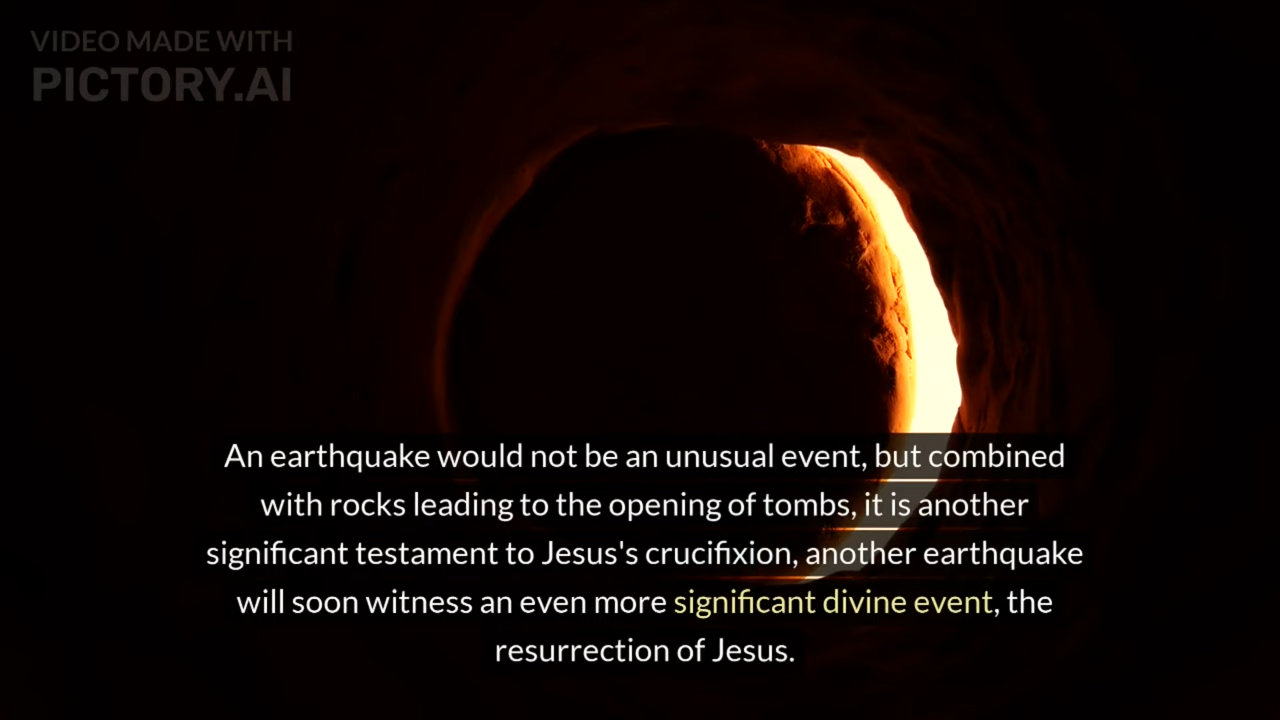 VIDEO MADE WITH
PICTORY.AI
An earthquake would not be an unusual event, but combined
with rocks leading to the opening of tombs, it is another
significant testament to Jesus's crucifixion, another earthquake
will soon witness an even more significant divine event, the
resurrection of Jesus.